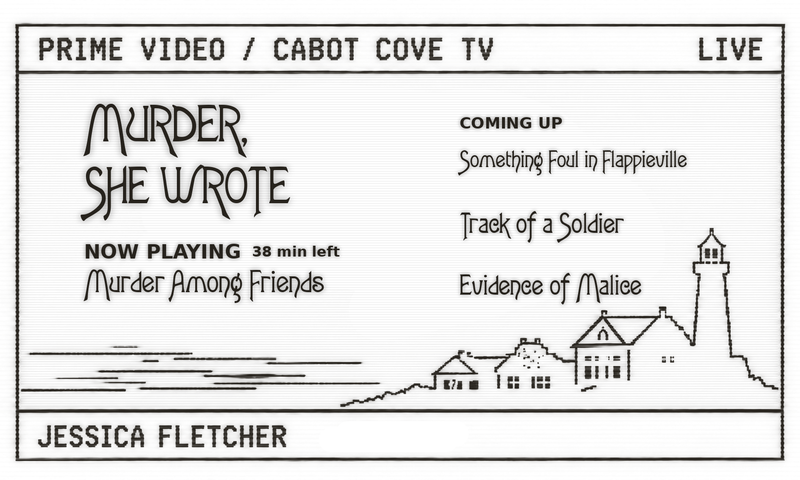 PRIME VIDEO / CABOT COVE TV
LIVE
MURDER,
SHE WROTE
NOW PLAYING 38 min left
Murder Among Friends
COMING UP
Something Foul in Flappieville
Track of a Soldier
Evidence of Malice
JESSICA FLETCHER